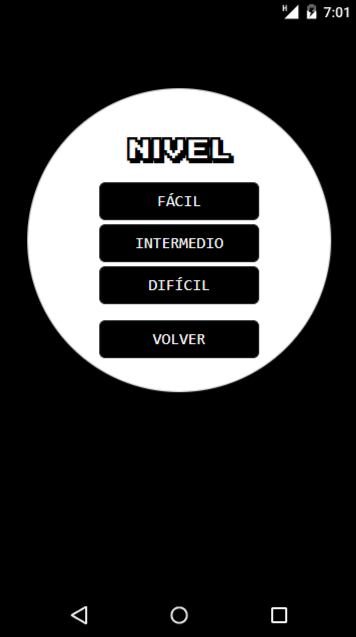 H 7:01
NIVEL
FÁCIL
INTERMEDIO
DIFÍCIL
VOLVER